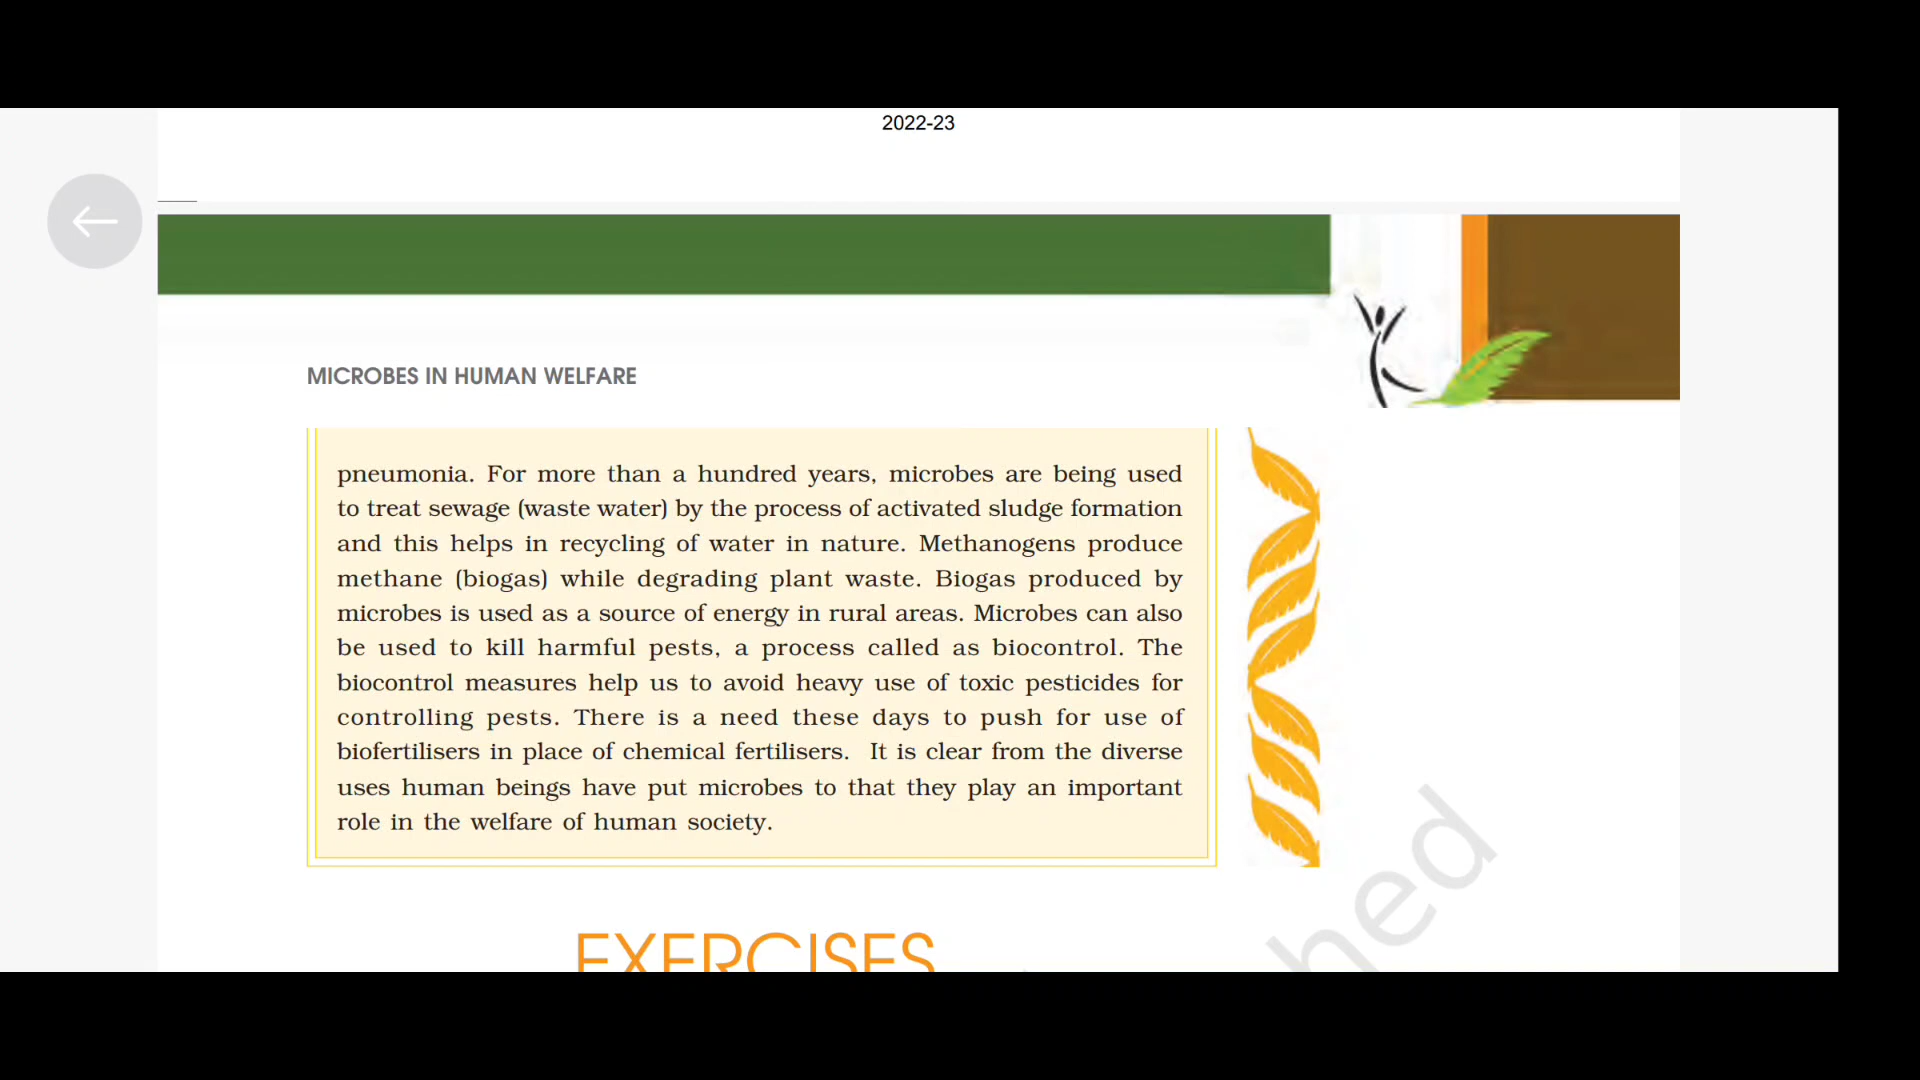 2022-23
MICROBES IN HUMAN WELFARE
pneumonia. For more than a hundred years, microbes are being used
to treat sewage (waste water) by the process of activated sludge formation
and this helps in recycling of water in nature. Methanogens produce
methane (biogas) while degrading plant waste. Biogas produced by
microbes is used as a source of energy in rural areas. Microbes can also
be used to kill harmful pests, a process called as biocontrol. The
biocontrol measures help us to avoid heavy use of toxic pesticides for
controlling pests. There is a need these days to push for use of
biofertilisers in place of chemical fertilisers. It is clear from the diverse
uses human beings have put microbes to that they play an important
role in the welfare of human society.
EXERCISES
hed